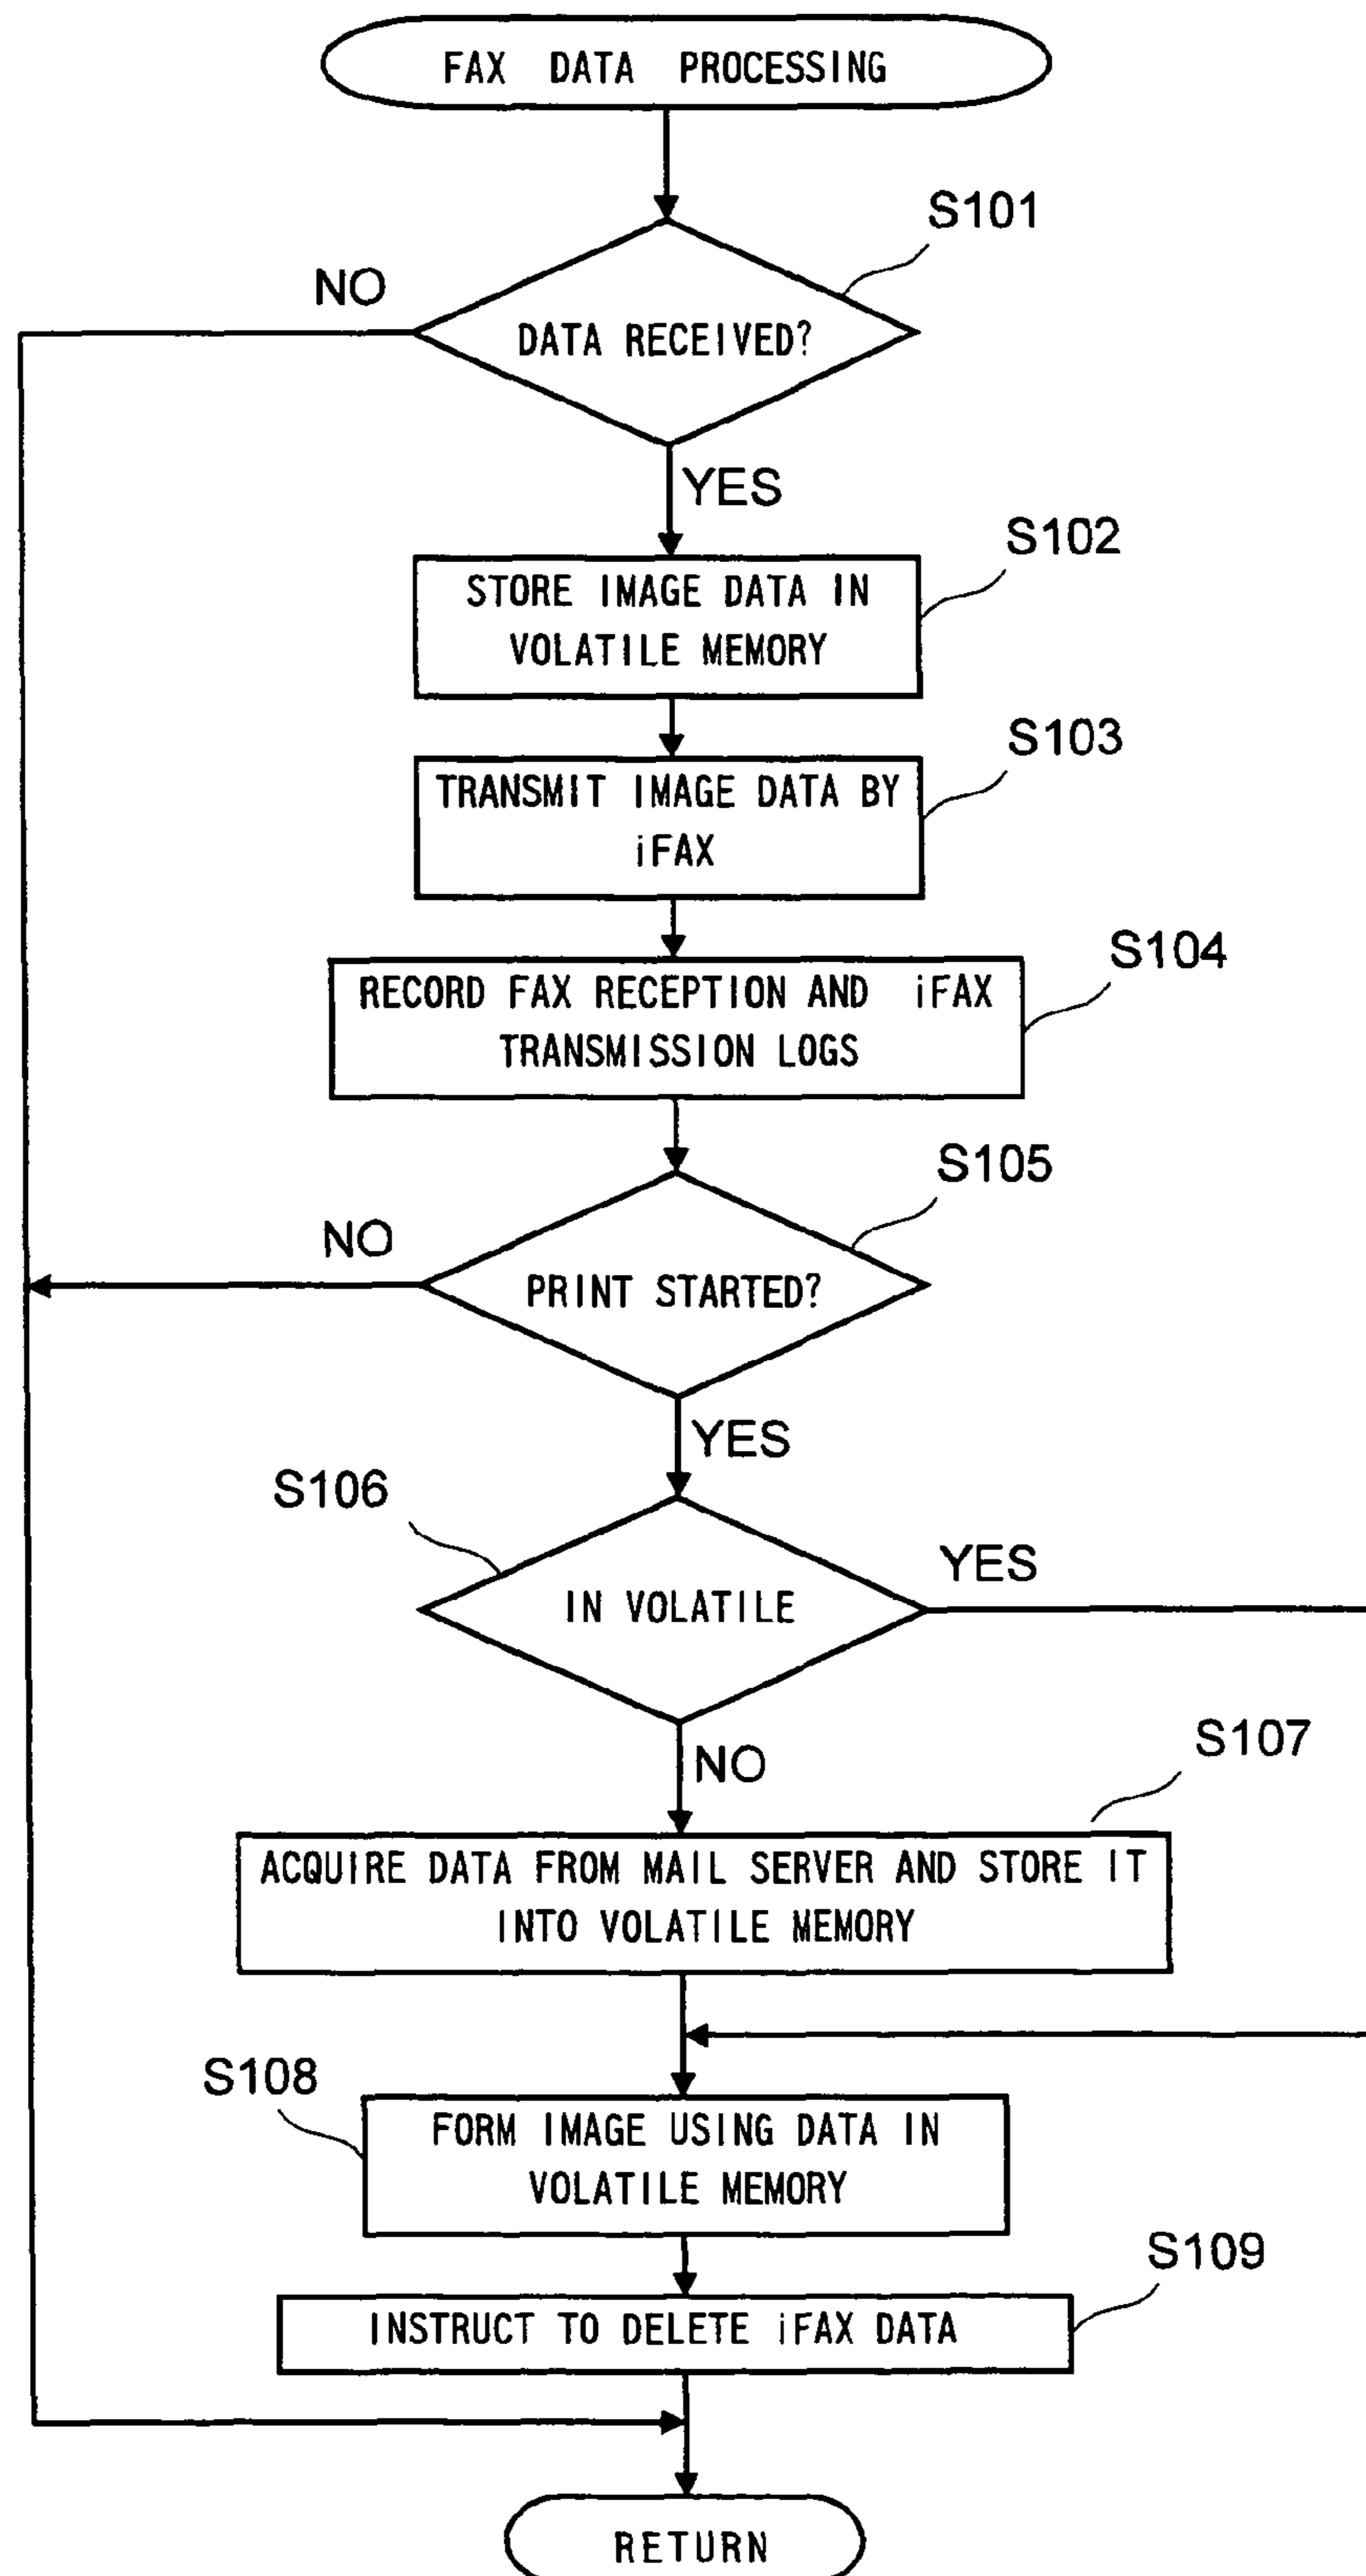 FAX DATA PROCESSING
S101
NO
DATA RECEIVED?
YES
S102
STORE IMAGE DATA IN
VOLATILE MEMORY
S103
TRANSMIT IMAGE DATA BY
iFAX
S104
RECORD FAX RECEPTION AND iFAX
TRANSMISSION LOGS
S105
NO
PRINT STARTED?
YES
S106
YES
IN VOLATILE
NO
S107
ACQUIRE DATA FROM MAIL SERVER AND STORE IT
INTO VOLATILE MEMORY
S108
FORM IMAGE USING DATA IN
VOLATILE MEMORY
S109
INSTRUCT TO DELETE iFAX DATA
RETURN